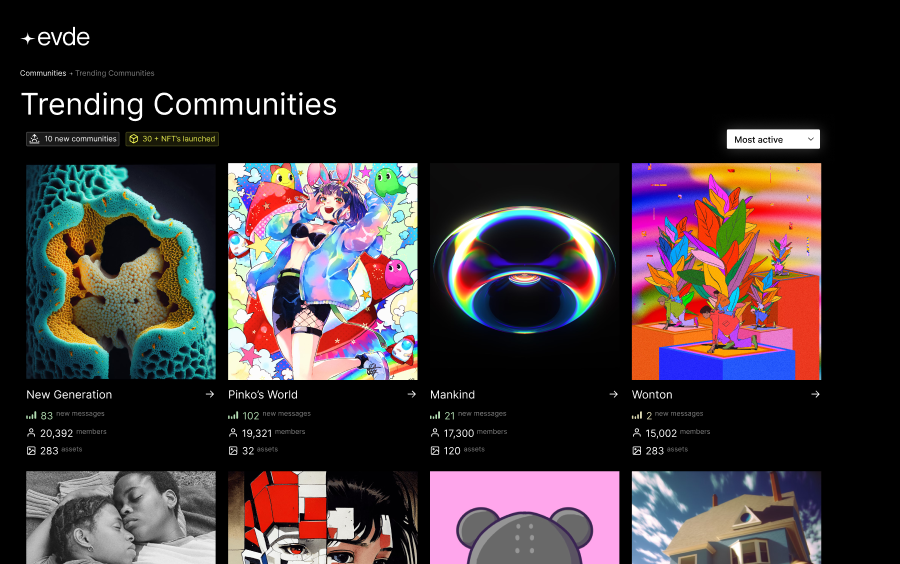 evde
Communities • Trending Communities
Trending Communities
10 new communities
30 + NFT's launched
Most active
New Generation
83 new messages
20,392 members
283 assets
Pinko's World
102 new messages
19,321 members
32 assets
Mankind
21 new messages
17,300 members
120 assets
Wonton
2 new messages
15,002 members
283 assets